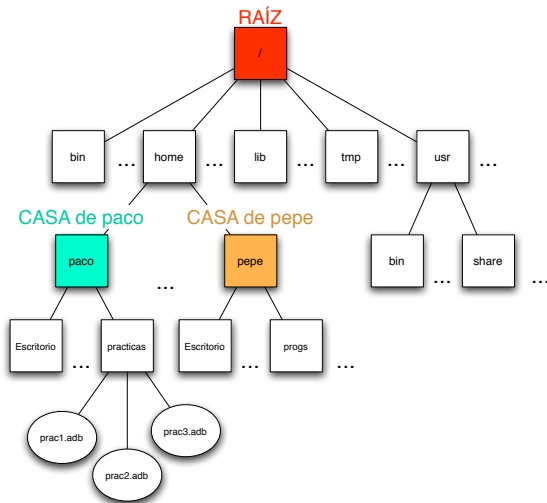 RAÍZ
/
bin ... home ... lib ... tmp ... usr ...
CASA de paco CASA de pepe
paco ... pepe bin ... share ...
Escritorio ... practicas Escritorio ... progs ...
prac1.adb prac3.adb
prac2.adb